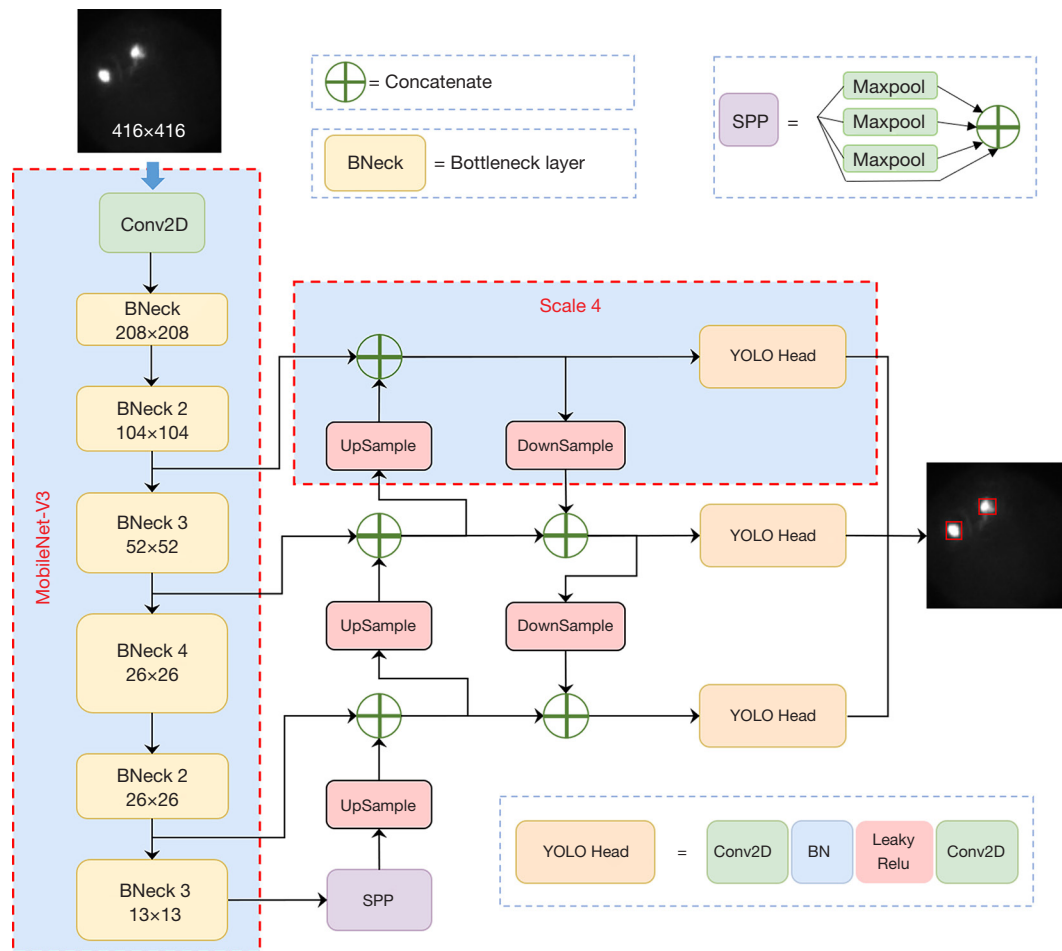 416×416
= Concatenate
BNeck
= Bottleneck layer
SPP
=
Maxpool
Maxpool
Maxpool
MobileNet-V3
Conv2D
BNeck
208×208
BNeck 2
104×104
BNeck 3
52×52
BNeck 4
26×26
BNeck 2
26×26
BNeck 3
13×13
Scale 4
YOLO Head
UpSample
DownSample
YOLO Head
UpSample
DownSample
YOLO Head
UpSample
SPP
YOLO Head
=
Conv2D
BN
Leaky
Relu
Conv2D